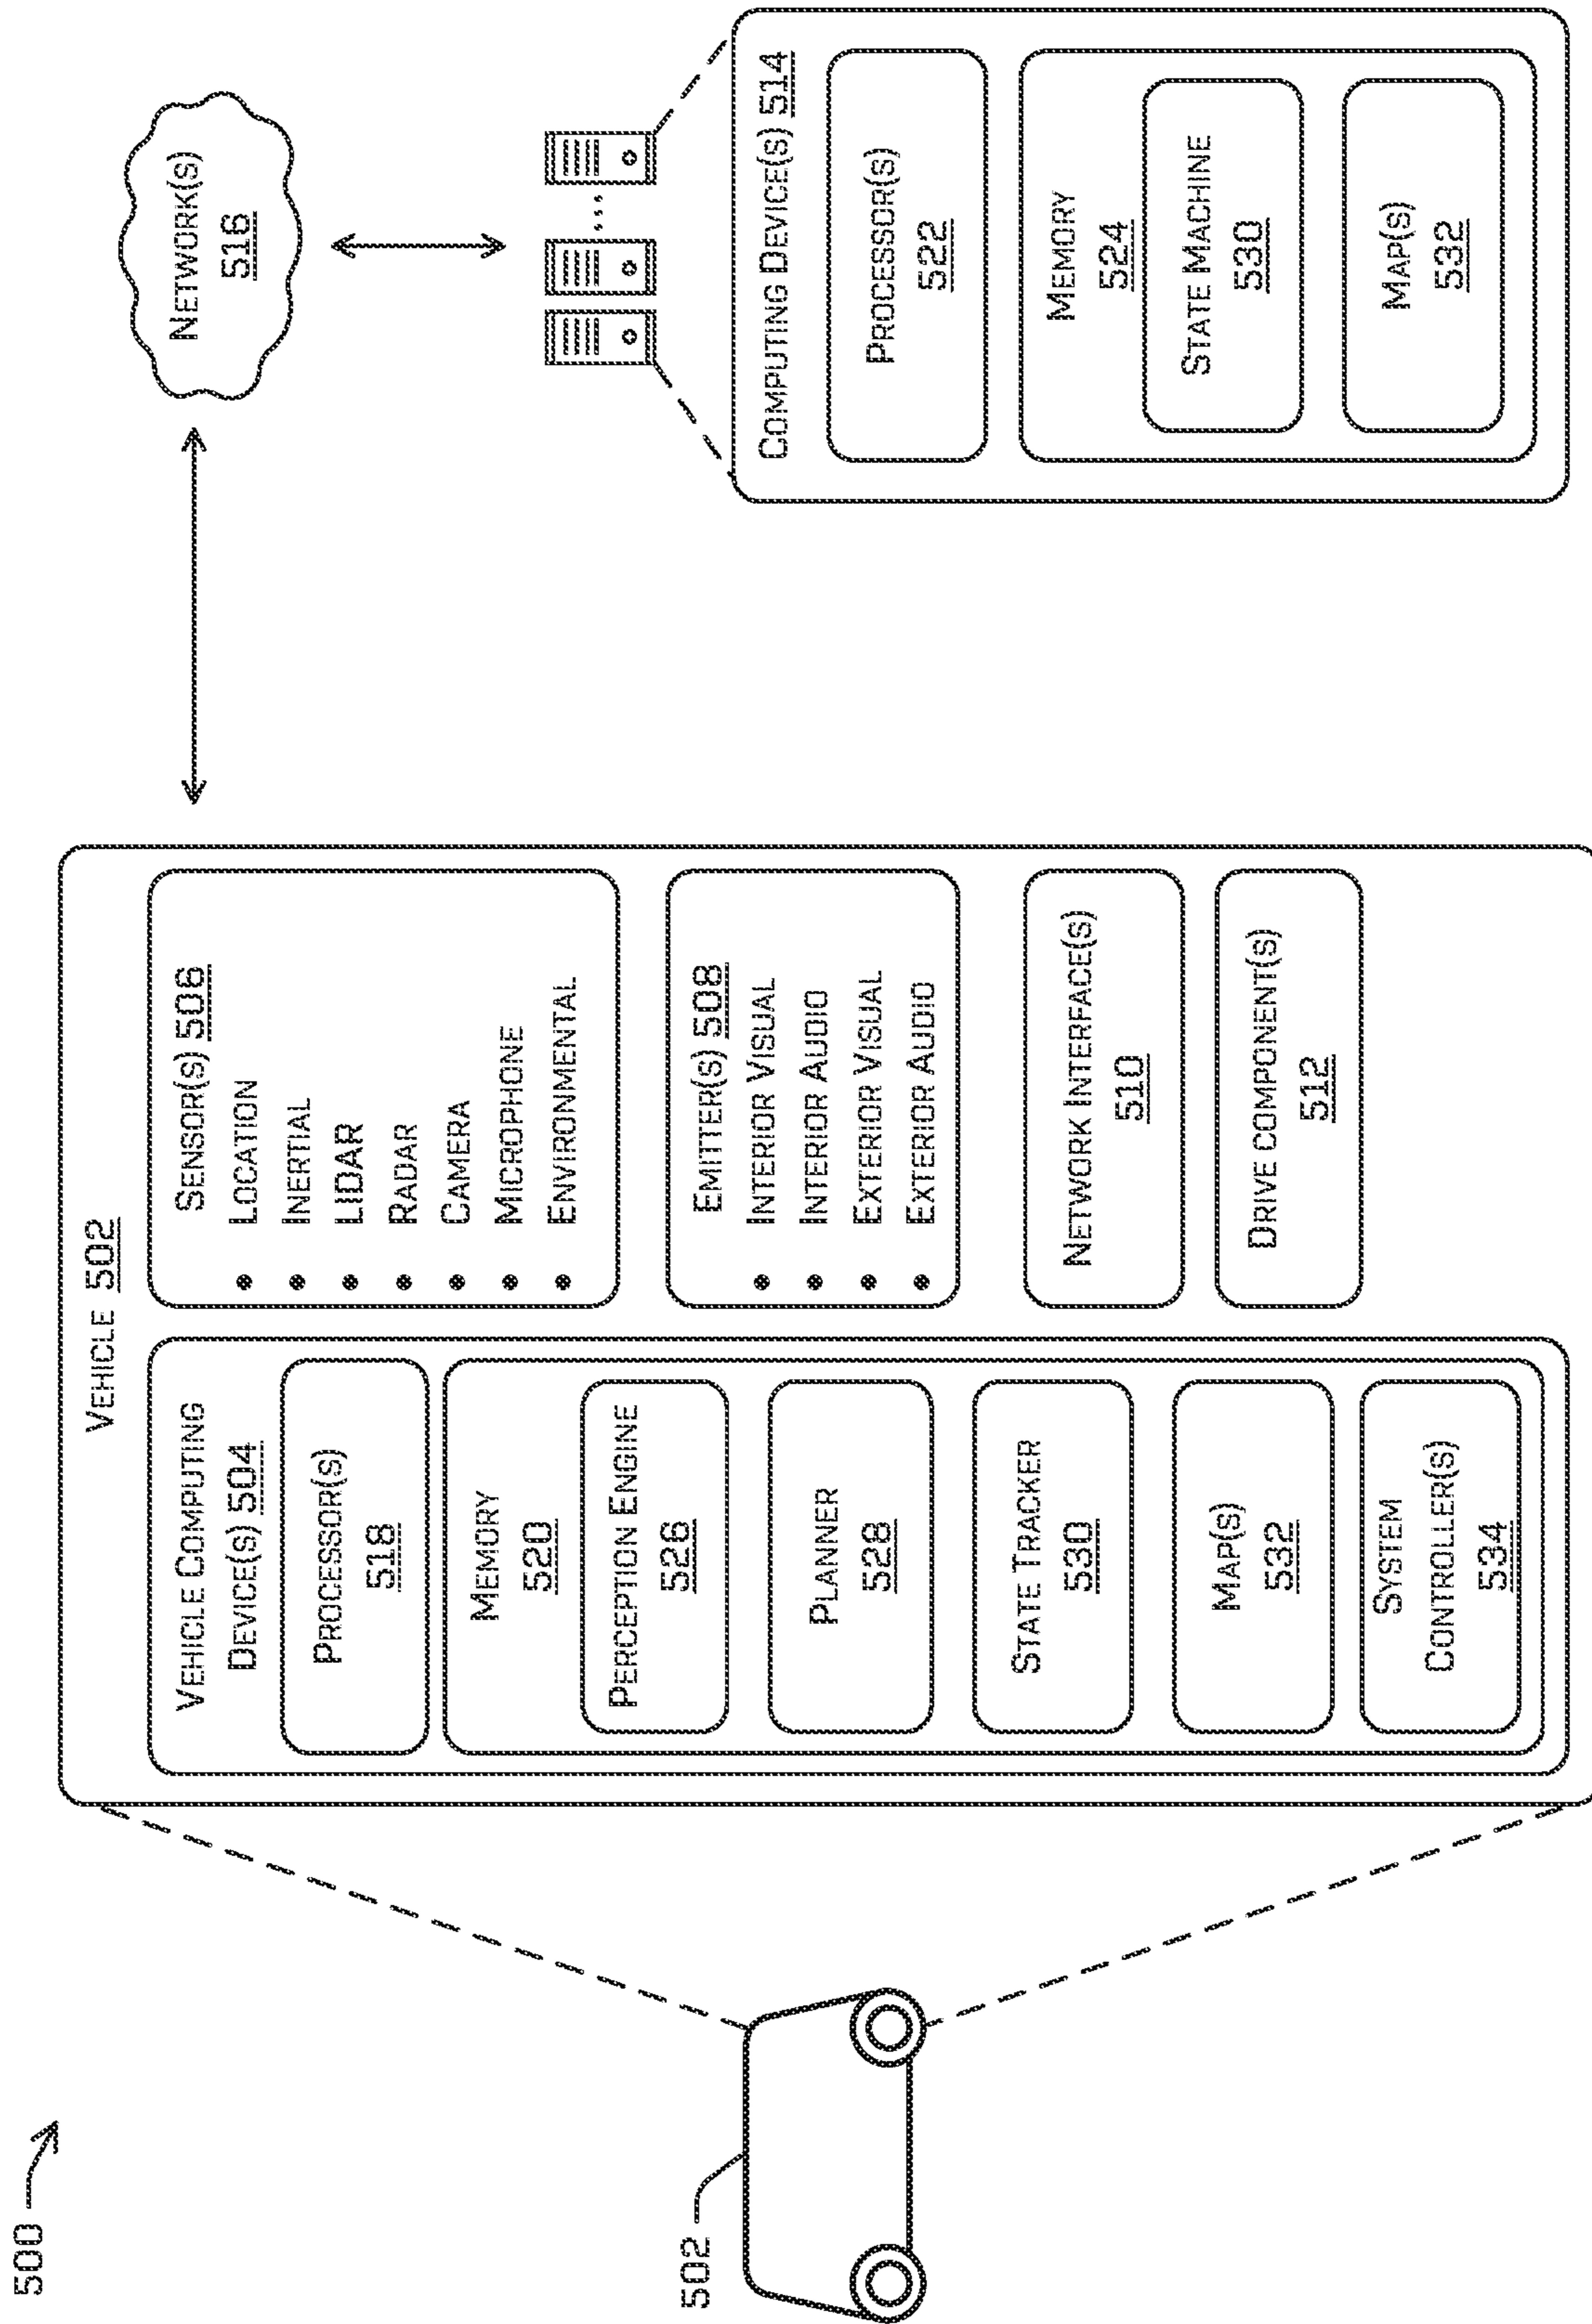 500
502
VEHICLE 502
VEHICLE COMPUTING
DEVICE(S) 504
PROCESSOR(S)
518
MEMORY
520
PERCEPTION ENGINE
526
PLANNER
528
STATE TRACKER
530
MAP(S)
532
SYSTEM
CONTROLLER(S)
534
SENSOR(S) 506
• LOCATION
• INERTIAL
• LIDAR
• RADAR
• CAMERA
• MICROPHONE
• ENVIRONMENTAL
EMITTER(S) 508
• INTERIOR VISUAL
• INTERIOR AUDIO
• EXTERIOR VISUAL
• EXTERIOR AUDIO
NETWORK INTERFACE(S)
510
DRIVE COMPONENT(S)
512
NETWORK(S)
516
COMPUTING DEVICE(S) 514
PROCESSOR(S)
522
MEMORY
524
STATE MACHINE
530
MAP(S)
532